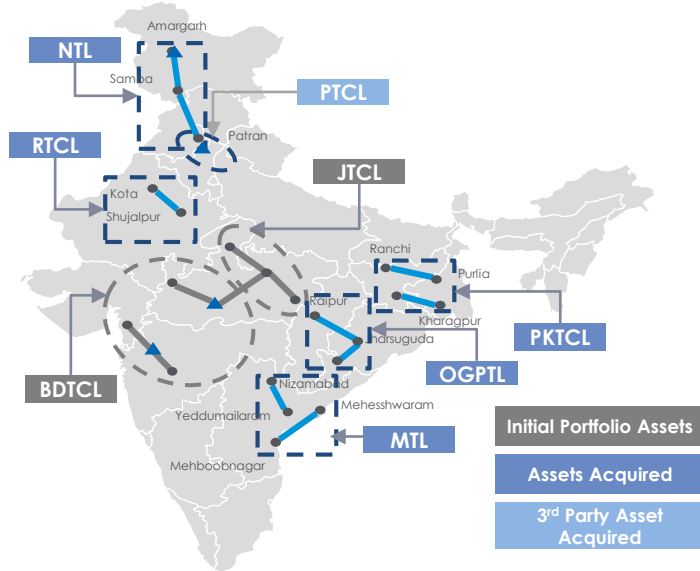 Amargarh
NTL
Samba
PTCL
Patran
RTCL
JTCL
Kota
Shujalpur
Ranchi
Purlia
Raipur
Kharagpur
PKTCL
Jharsuguda
OGPTL
BDTCL
Nizamabad
Yeddumailaram
Mehesshwaram
MTL
Mehboobnagar
Initial Portfolio Assets
Assets Acquired
3rd Party Asset
Acquired